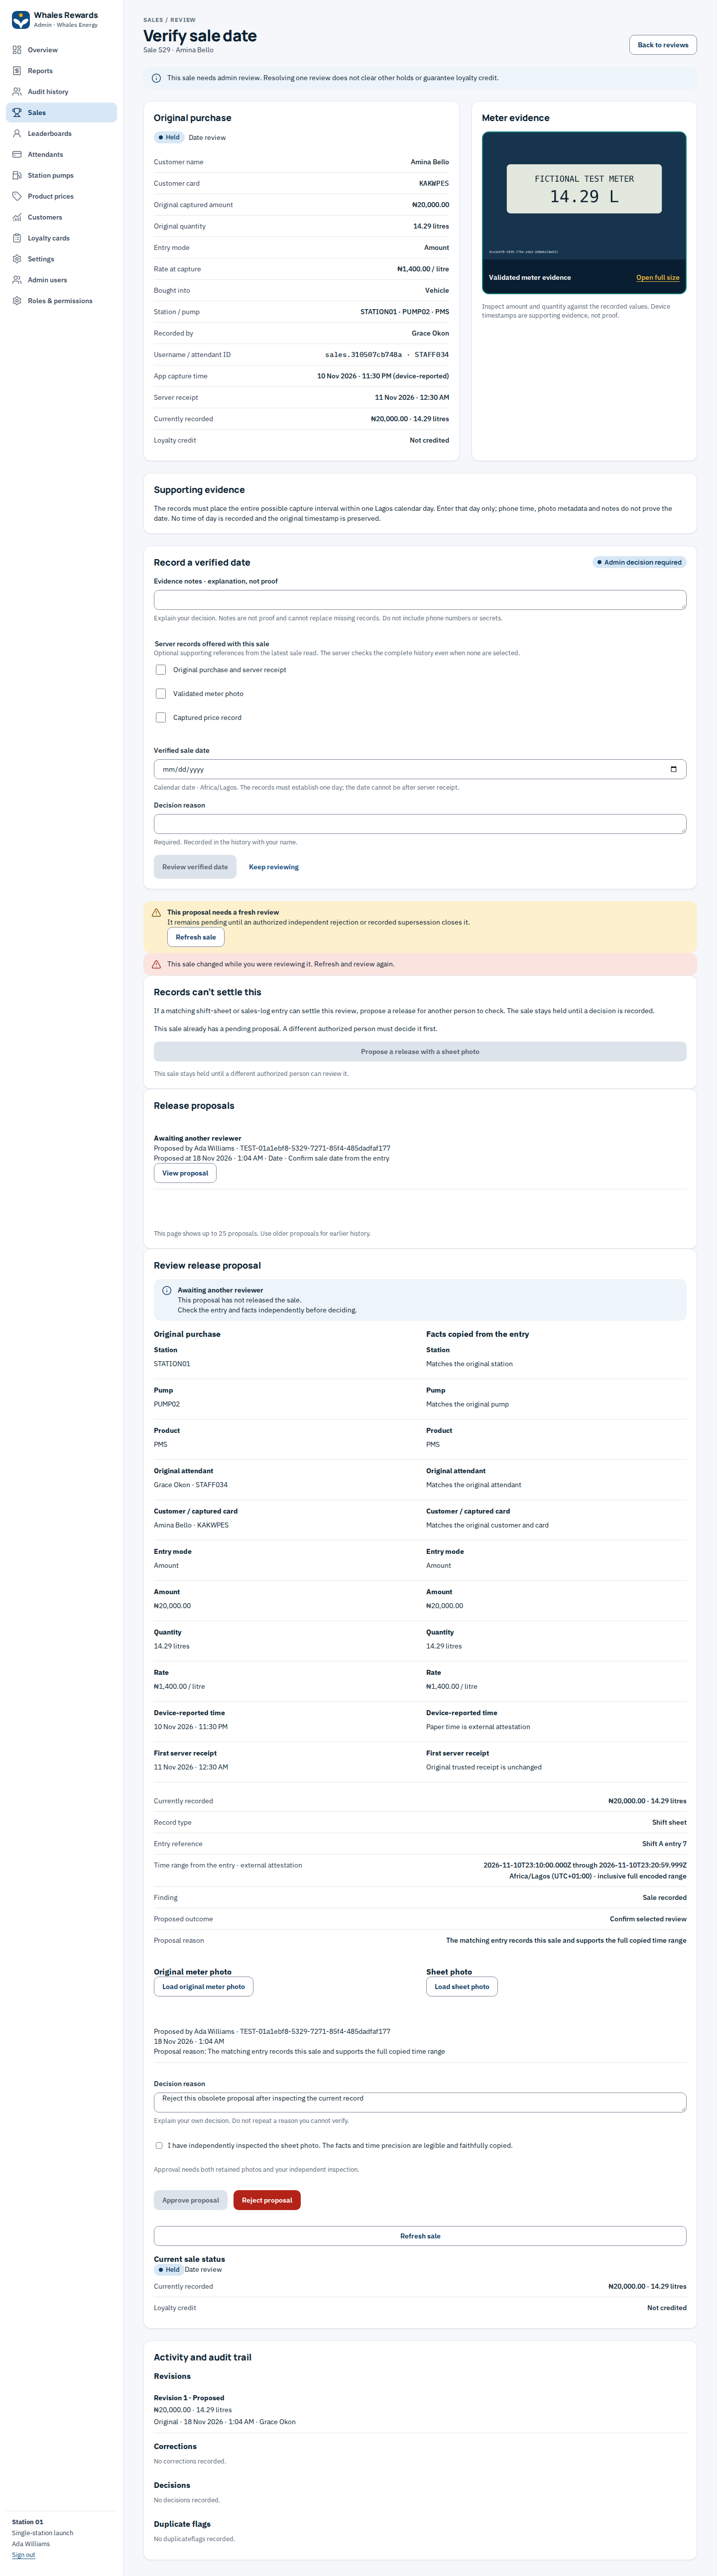 Whales Rewards
Admin · Whales Energy
Overview
Reports
Audit history
Sales
Leaderboards
Attendants
Station pumps
Product prices
Customers
Loyalty cards
Settings
Admin users
Roles & permissions
Station 01
Single-station launch
Ada Williams
Sign out
SALES / REVIEW
Verify sale date
Sale S29 · Amina Bello
Back to reviews
This sale needs admin review. Resolving one review does not clear other holds or guarantee loyalty credit.
Original purchase
Held Date review
Customer name Amina Bello
Customer card KAKWPES
Original captured amount ₦20,000.00
Original quantity 14.29 litres
Entry mode Amount
Rate at capture ₦1,400.00 / litre
Bought into Vehicle
Station / pump STATION01 · PUMP02 · PMS
Recorded by Grace Okon
Username / attendant ID sales.310507cb748a · STAFF034
App capture time 10 Nov 2026 · 11:30 PM (device-reported)
Server receipt 11 Nov 2026 · 12:30 AM
Currently recorded ₦20,000.00 · 14.29 litres
Loyalty credit Not credited
Meter evidence
FICTIONAL TEST METER
14.29 L
Validated meter evidence Open full size
Inspect amount and quantity against the recorded values. Device
timestamps are supporting evidence, not proof.
Supporting evidence
The records must place the entire possible capture interval within one Lagos calendar day. Enter that day only; phone time, photo metadata and notes do not prove the
date. No time of day is recorded and the original timestamp is preserved.
Record a verified date
Admin decision required
Evidence notes · explanation, not proof
Explain your decision. Notes are not proof and cannot replace missing records. Do not include phone numbers or secrets.
Server records offered with this sale
Optional supporting references from the latest sale read. The server checks the complete history even when none are selected.
Original purchase and server receipt
Validated meter photo
Captured price record
Verified sale date
mm/dd/yyyy
Calendar date · Africa/Lagos. The records must establish one day; the date cannot be after server receipt.
Decision reason
Required. Recorded in the history with your name.
Review verified date Keep reviewing
This proposal needs a fresh review
It remains pending until an authorized independent rejection or recorded supersession closes it.
Refresh sale
This sale changed while you were reviewing it. Refresh and review again.
Records can't settle this
If a matching shift-sheet or sales-log entry can settle this review, propose a release for another person to check. The sale stays held until a decision is recorded.
This sale already has a pending proposal. A different authorized person must decide it first.
Propose a release with a sheet photo
This sale stays held until a different authorized person can review it.
Release proposals
Awaiting another reviewer
Proposed by Ada Williams · TEST-01a1ebf8-5329-7271-85f4-485dadfaf177
Proposed at 18 Nov 2026 · 1:04 AM · Date · Confirm sale date from the entry
View proposal
This page shows up to 25 proposals. Use older proposals for earlier history.
Review release proposal
Awaiting another reviewer
This proposal has not released the sale.
Check the entry and facts independently before deciding.
Original purchase Facts copied from the entry
Station Station
STATION01 Matches the original station
Pump Pump
PUMP02 Matches the original pump
Product Product
PMS PMS
Original attendant Original attendant
Grace Okon · STAFF034 Matches the original attendant
Customer / captured card Customer / captured card
Amina Bello · KAKWPES Matches the original customer and card
Entry mode Entry mode
Amount Amount
Amount Amount
₦20,000.00 ₦20,000.00
Quantity Quantity
14.29 litres 14.29 litres
Rate Rate
₦1,400.00 / litre ₦1,400.00 / litre
Device-reported time Device-reported time
10 Nov 2026 · 11:30 PM Paper time is external attestation
First server receipt First server receipt
11 Nov 2026 · 12:30 AM Original trusted receipt is unchanged
Currently recorded ₦20,000.00 · 14.29 litres
Record type Shift sheet
Entry reference Shift A entry 7
Time range from the entry · external attestation 2026-11-10T23:10:00.000Z through 2026-11-10T23:20:59.999Z
Africa/Lagos (UTC+01:00) · inclusive full encoded range
Finding Sale recorded
Proposed outcome Confirm selected review
Proposal reason The matching entry records this sale and supports the full copied time range
Original meter photo Sheet photo
Load original meter photo Load sheet photo
Proposed by Ada Williams · TEST-01a1ebf8-5329-7271-85f4-485dadfaf177
18 Nov 2026 · 1:04 AM
Proposal reason: The matching entry records this sale and supports the full copied time range
Decision reason
Reject this obsolete proposal after inspecting the current record
Explain your own decision. Do not repeat a reason you cannot verify.
I have independently inspected the sheet photo. The facts and time precision are legible and faithfully copied.
Approval needs both retained photos and your independent inspection.
Approve proposal Reject proposal
Refresh sale
Current sale status
Held Date review
Currently recorded ₦20,000.00 · 14.29 litres
Loyalty credit Not credited
Activity and audit trail
Revisions
Revision 1 · Proposed
₦20,000.00 · 14.29 litres
Original · 18 Nov 2026 · 1:04 AM · Grace Okon
Corrections
No corrections recorded.
Decisions
No decisions recorded.
Duplicate flags
No duplicateflags recorded.